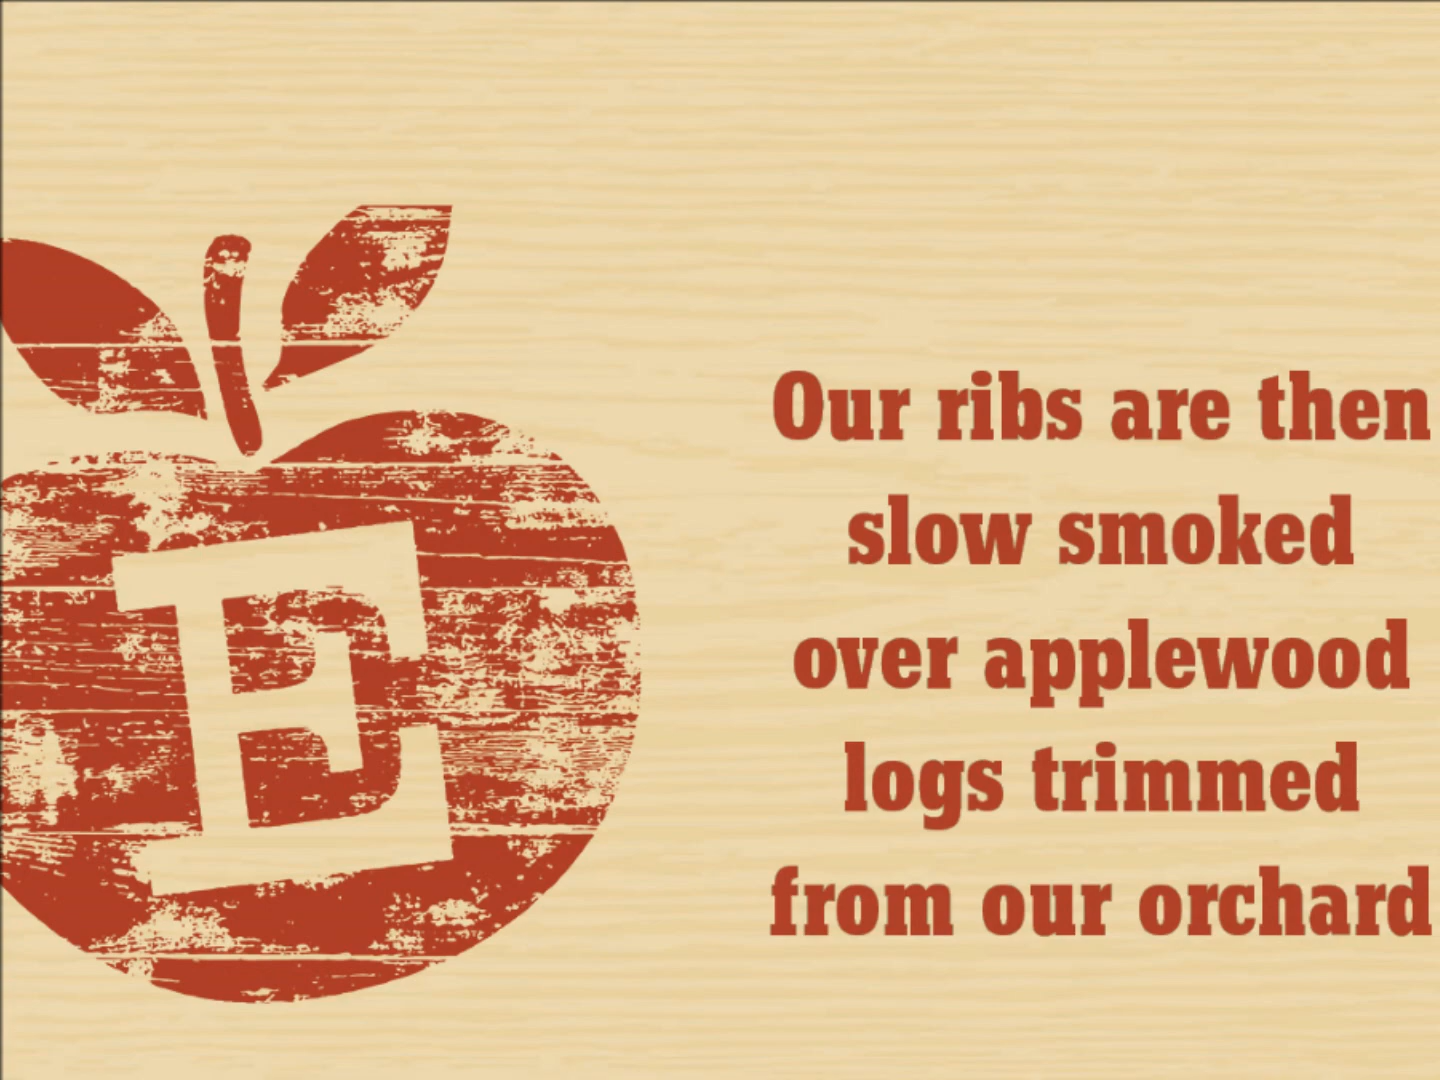 E
Our ribs are then
slow smoked
over applewood
logs trimmed
from our orchard